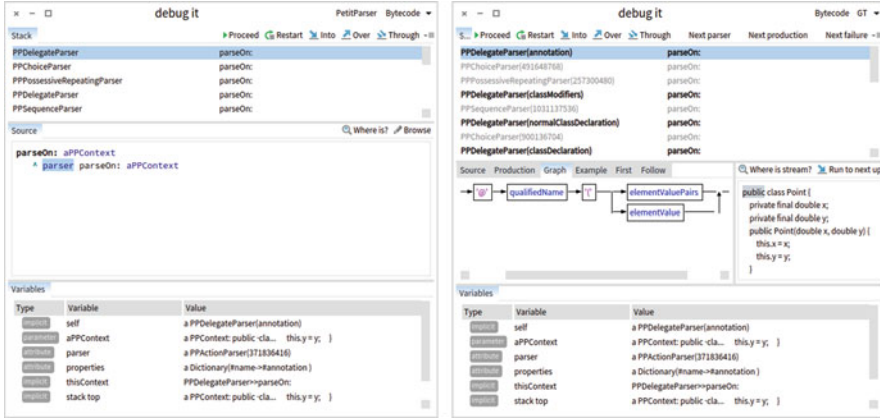 debug it
PetitParser Bytecode
Stack Proceed Restart Into Over Through
PPDelegateParser parseOn:
PPChoiceParser parseOn:
PPPossessiveRepeatingParser parseOn:
PPDelegateParser parseOn:
PPSequenceParser parseOn:
Source Where is? Browse
parseOn: aPPContext
^ parser parseOn: aPPContext
Variables
Type Variable Value
implicit self a PPDelegateParser(annotation)
parameter aPPContext a PPContext: public ·cla... this.y = y; }
attribute parser a PPActionParser(371836416)
attribute properties a Dictionary(#name->#annotation )
implicit thisContext PPDelegateParser>>parseOn:
implicit stack top a PPContext: public ·cla... this.y = y; }
debug it
Bytecode GT
S... Proceed Restart Into Over Through Next parser Next production Next failure
PPDelegateParser(annotation) parseOn:
PPChoiceParser(491648768) parseOn:
PPPossessiveRepeatingParser(257300480) parseOn:
PPDelegateParser(classModifiers) parseOn:
PPSequenceParser(1031137536) parseOn:
PPDelegateParser(normalClassDeclaration) parseOn:
PPChoiceParser(900136704) parseOn:
PPDelegateParser(classDeclaration) parseOn:
Source Production Graph Example First Follow
'@' qualifiedName '(' elementValuePairs
elementValue
Where is stream? Run to next up
public class Point {
private final double x;
private final double y;
public Point(double x, double y) {
this.x = x;
this.y = y;
}
Variables
Type Variable Value
implicit self a PPDelegateParser(annotation)
parameter aPPContext a PPContext: public ·cla... this.y = y; }
attribute parser a PPActionParser(371836416)
attribute properties a Dictionary(#name->#annotation )
implicit thisContext PPDelegateParser>>parseOn:
implicit stack top a PPContext: public ·cla... this.y = y; }